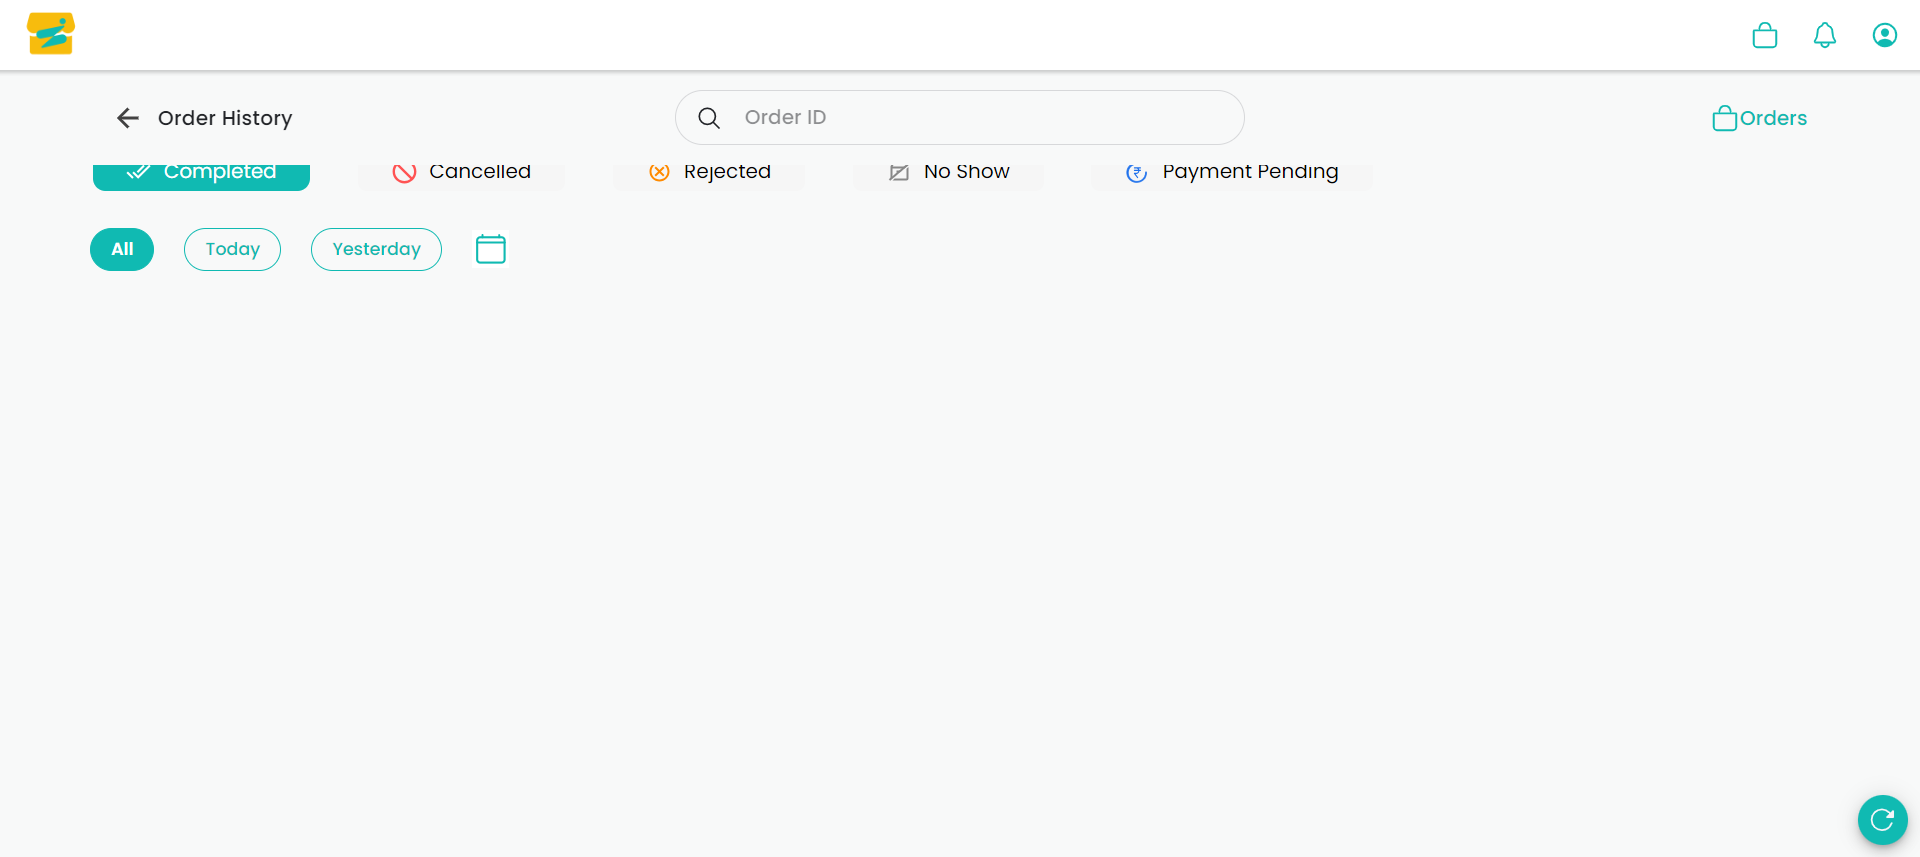 Order History
Order ID
Orders
Completed
Cancelled
Rejected
No Show
Payment Pending
All
Today
Yesterday